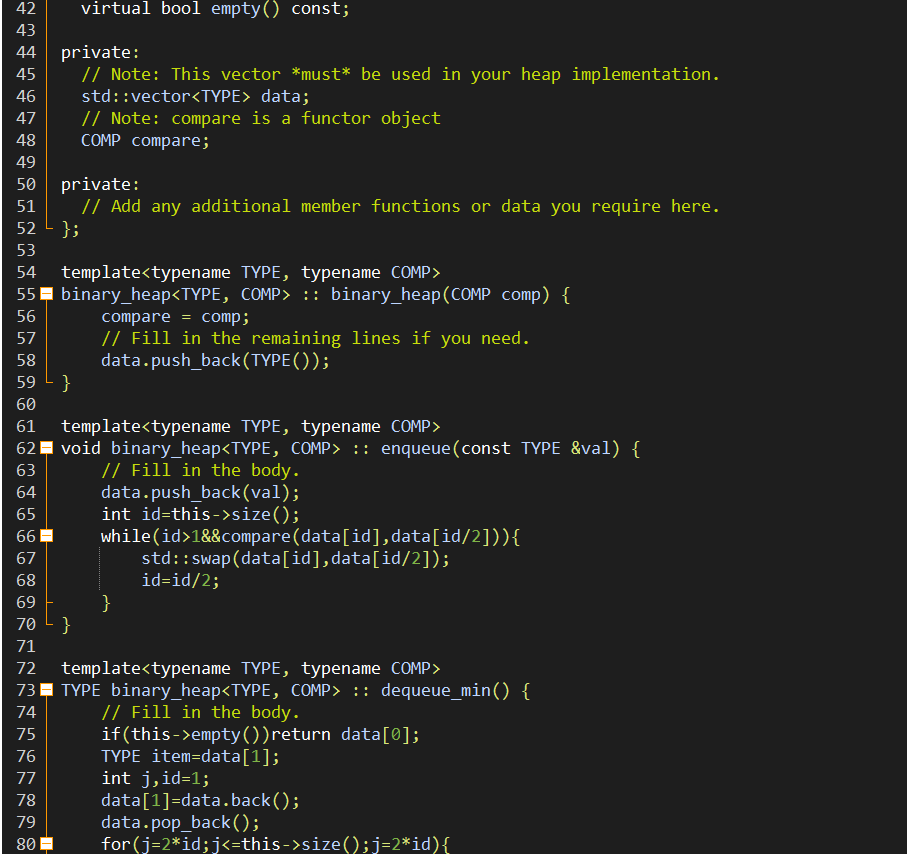 42 virtual bool empty() const;
43
44 private:
45 // Note: This vector *must* be used in your heap implementation.
46 std::vector<TYPE> data;
47 // Note: compare is a functor object
48 COMP compare;
49
50 private:
51 // Add any additional member functions or data you require here.
52 };
53
54 template<typename TYPE, typename COMP>
55 binary_heap<TYPE, COMP> :: binary_heap(COMP comp) {
56 compare = comp;
57 // Fill in the remaining lines if you need.
58 data.push_back(TYPE());
59 }
60
61 template<typename TYPE, typename COMP>
62 void binary_heap<TYPE, COMP> :: enqueue(const TYPE &val) {
63 // Fill in the body.
64 data.push_back(val);
65 int id=this->size();
66 while(id>1&&compare(data[id],data[id/2])){
67 std::swap(data[id],data[id/2]);
68 id=id/2;
69 }
70 }
71
72 template<typename TYPE, typename COMP>
73 TYPE binary_heap<TYPE, COMP> :: dequeue_min() {
74 // Fill in the body.
75 if(this->empty())return data[0];
76 TYPE item=data[1];
77 int j,id=1;
78 data[1]=data.back();
79 data.pop_back();
80 for(j=2*id;j<=this->size();j=2*id){